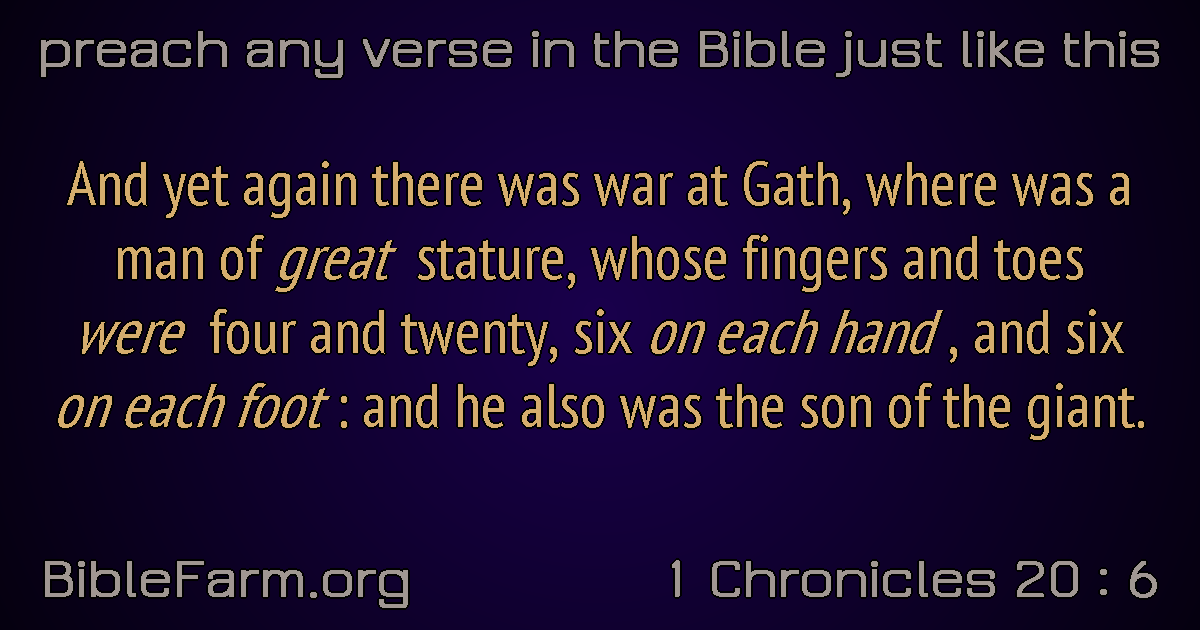 preach any verse in the Bible just like this
And yet again there was war at Gath, where was a
man of great stature, whose fingers and toes
were four and twenty, six on each hand , and six
on each foot : and he also was the son of the giant.
BibleFarm.org
1 Chronicles 20 : 6